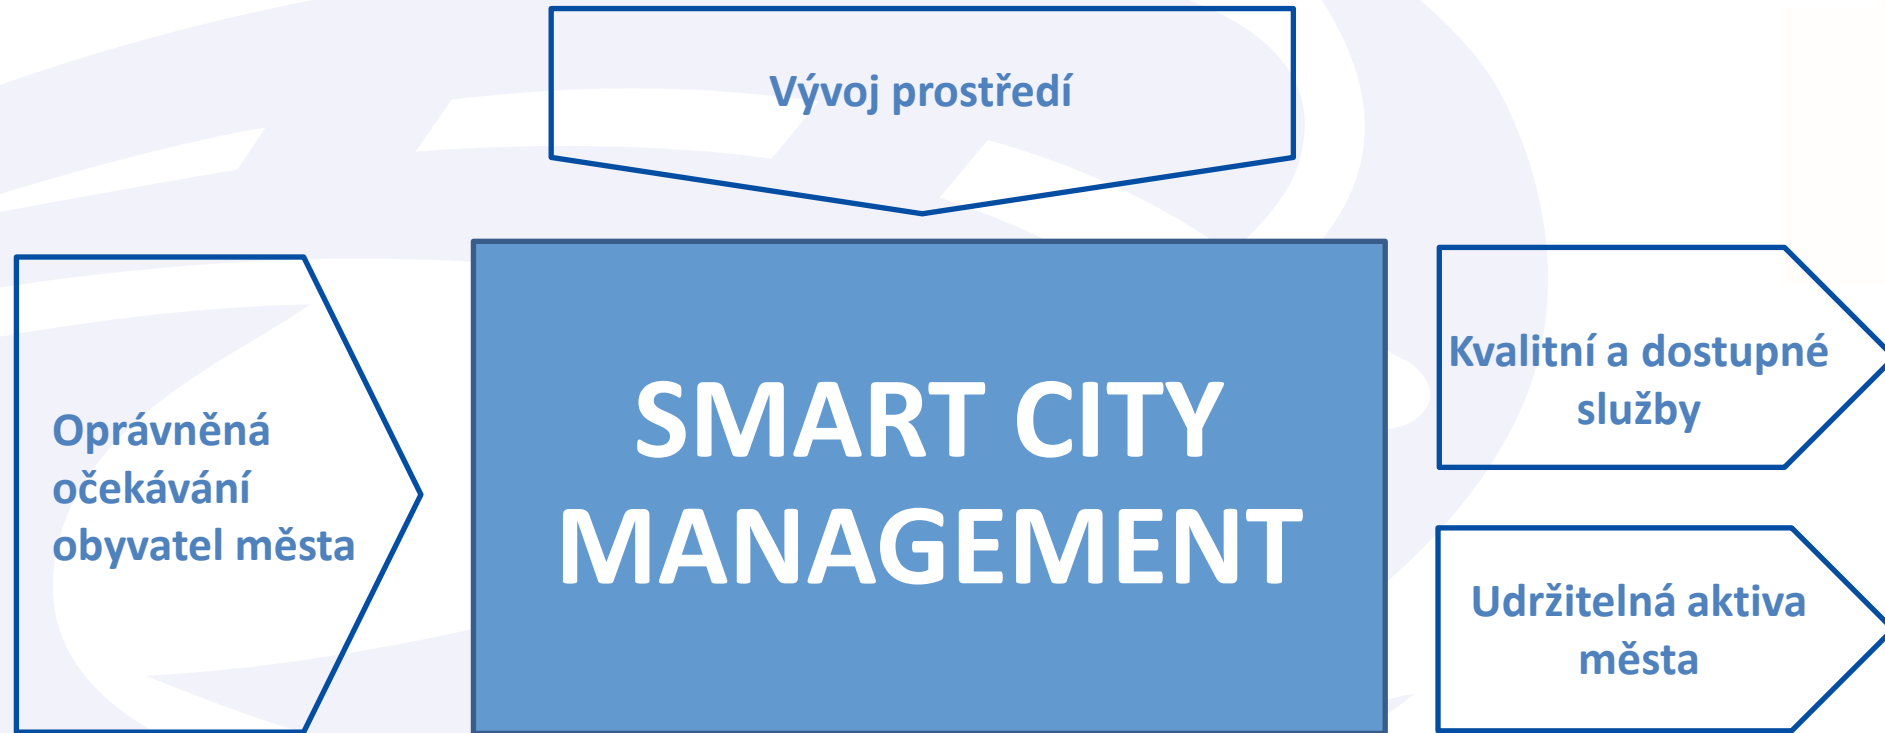 Vývoj prostředí
Oprávněná
očekávání
obyvatel města
SMART CITY
MANAGEMENT
Kvalitní a dostupné
služby
Udržitelná aktiva
města